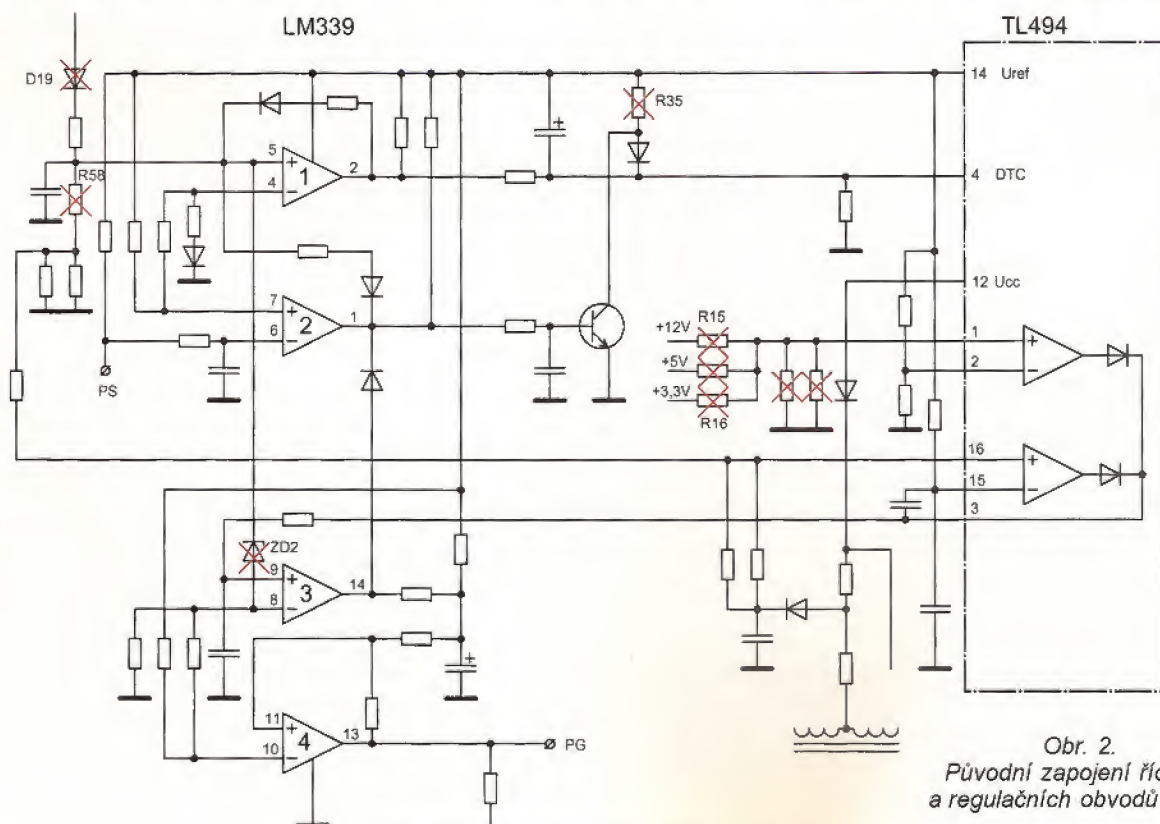 LM339
TL494
D19
14 Uref
R35
5
4
1
2
R58
4 DTC
12 Ucc
7
6
2
1
PS
+12V
R15
+5V
+3,3V
R16
1
2
16
15
3
ZD2
9
8
3
14
11
10
4
13
PG
Obr. 2.
Původní zapojení
a regulačních obvodů